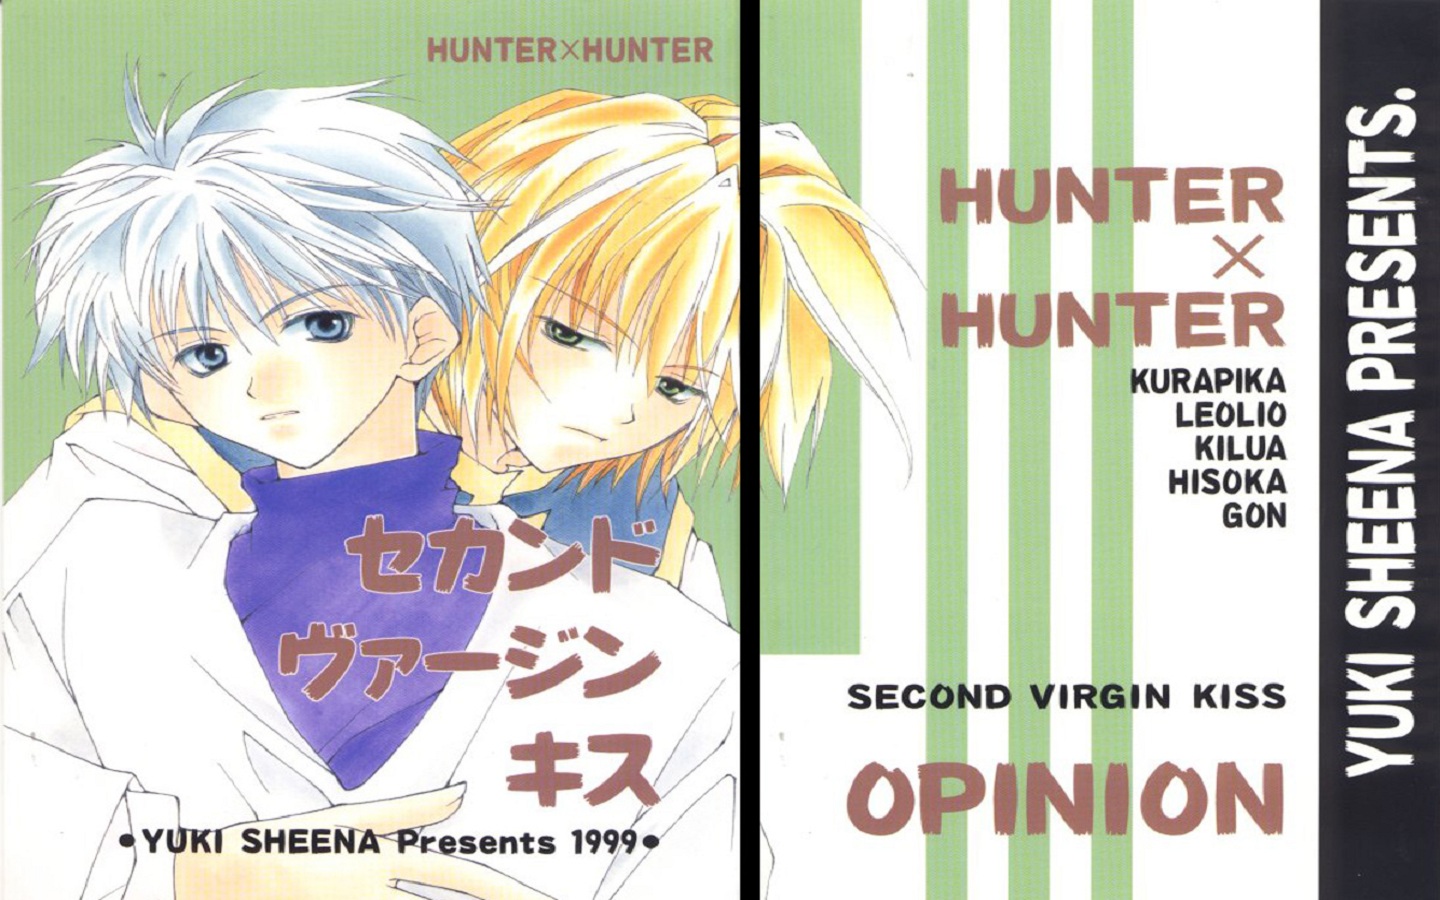 HUNTER×HUNTER
セカンド
ヴァージン
キス
•YUKI SHEENA Presents 1999•
HUNTER
×
HUNTER
KURAPIKA
LEOLIO
KILUA
HISOKA
GON
SECOND VIRGIN KISS
OPINION
YUKI SHEENA PRESENTS.